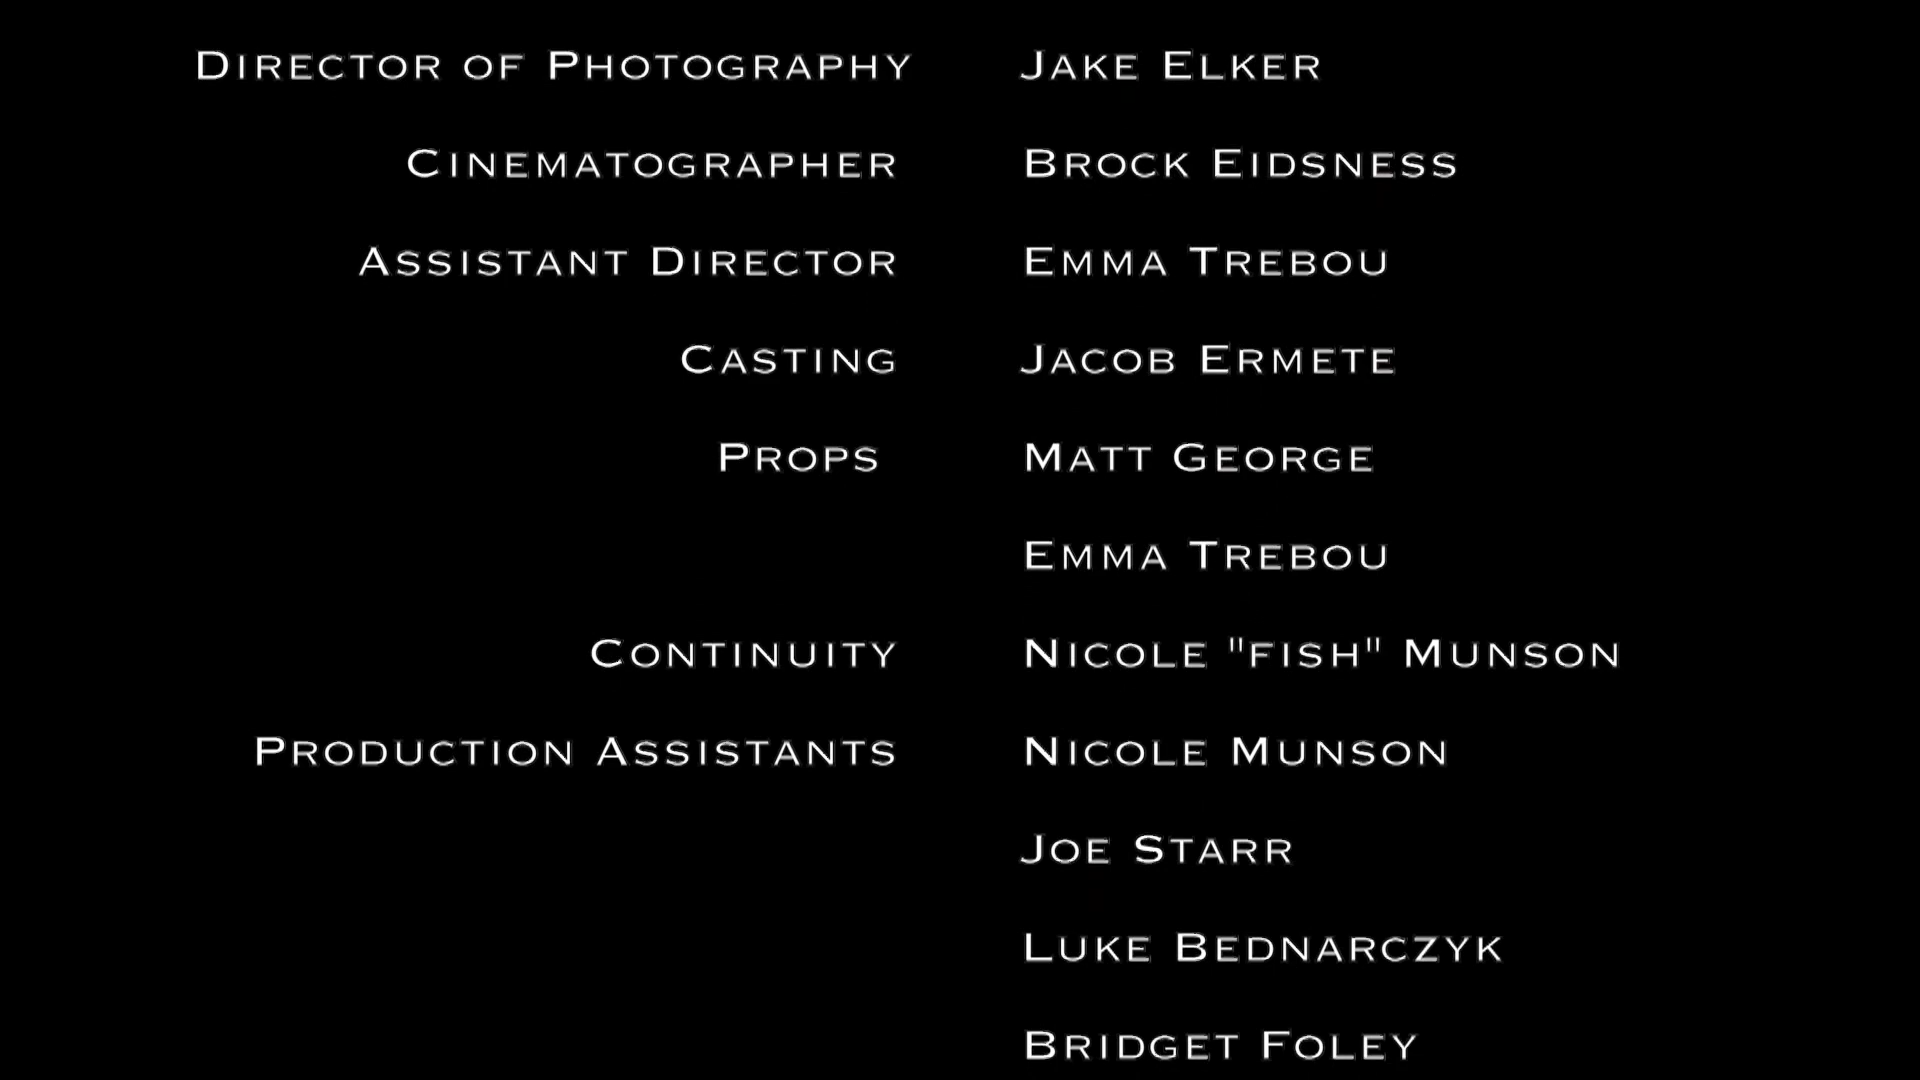 Director of Photography Jake Elker
Cinematographer Brock Eidsness
Assistant Director Emma Trebou
Casting Jacob Ermete
Props Matt George
Emma Trebou
Continuity Nicole "fish" Munson
Production Assistants Nicole Munson
Joe Starr
Luke Bednarczyk
Bridget Foley